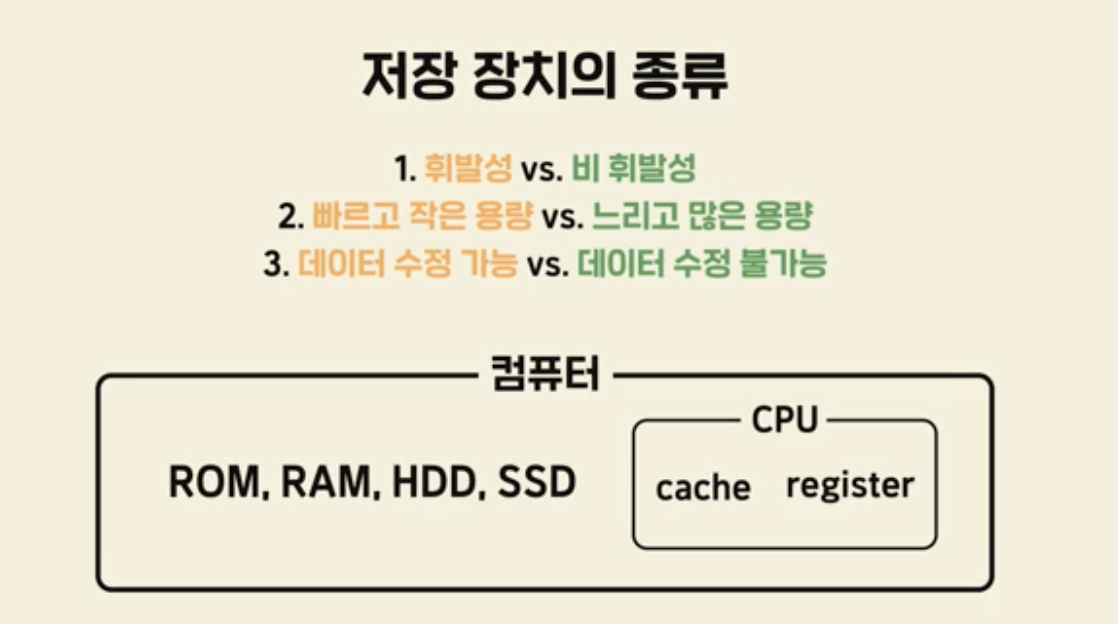 저장 장치의 종류
1. 휘발성 vs. 비 휘발성
2. 빠르고 작은 용량 vs. 느리고 많은 용량
3. 데이터 수정 가능 vs. 데이터 수정 불가능
컴퓨터
CPU
ROM, RAM, HDD, SSD
cache register